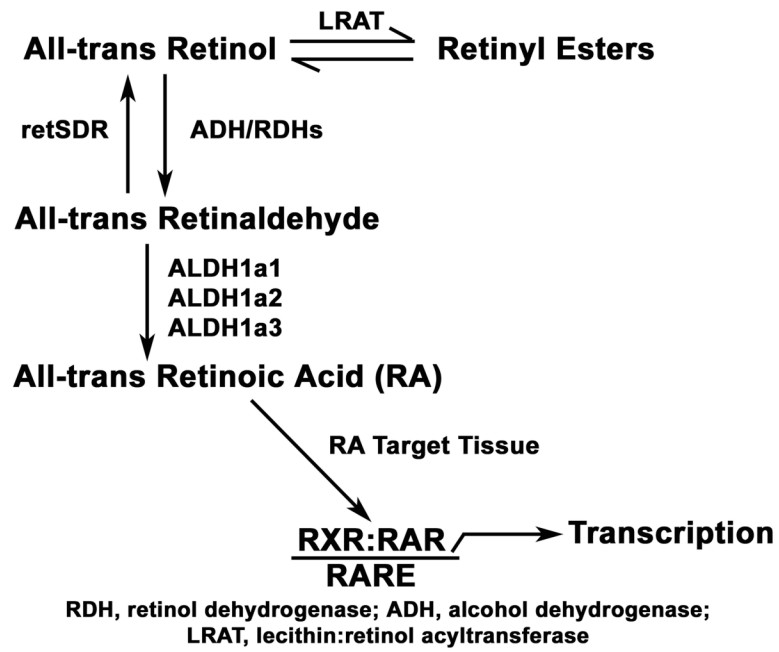 LRAT
All-trans Retinol
Retinyl Esters
retSDR
ADH/RDHs
All-trans Retinaldehyde
ALDH1a1
ALDH1a2
ALDH1a3
All-trans Retinoic Acid (RA)
RA Target Tissue
RXR:RAR
Transcription
RARE
RDH, retinol dehydrogenase; ADH, alcohol dehydrogenase;
LRAT, lecithin:retinol acyltransferase